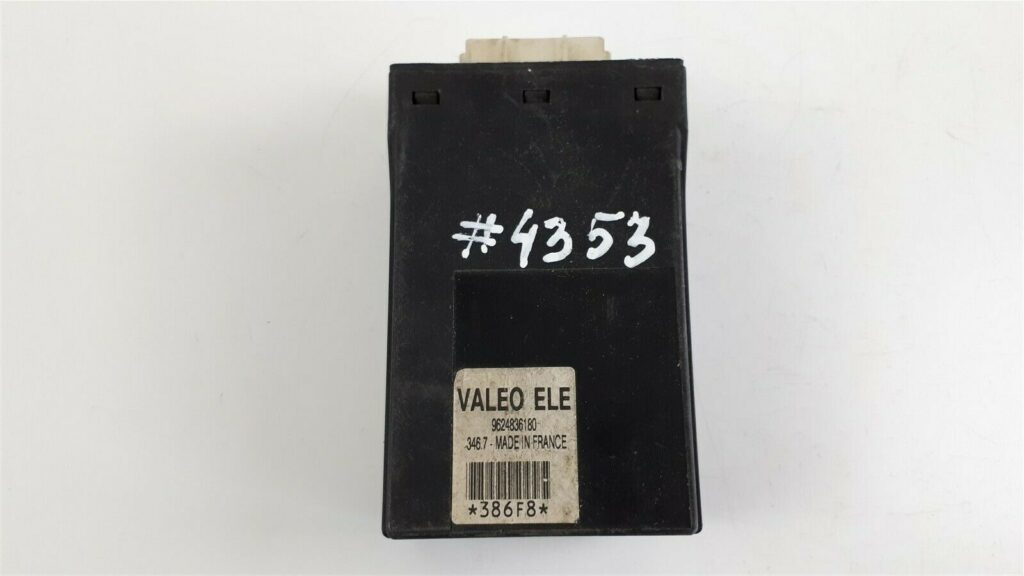 #4353
VALEO ELE
9624836180
346.7 - MADE IN FRANCE
*386F8*